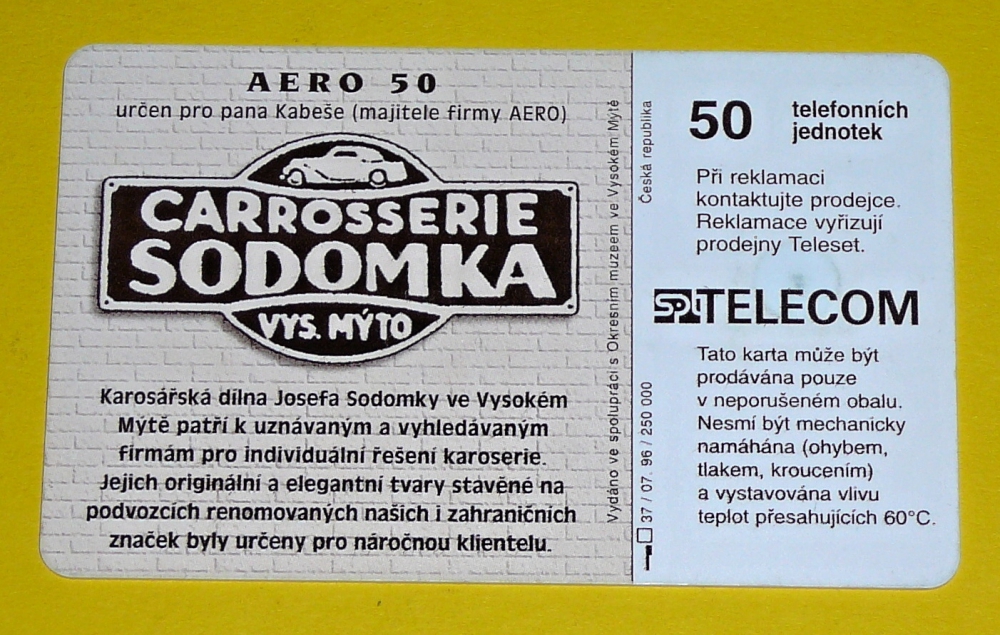 AERO 50
určen pro pana Kabeše (majitele firmy AERO)
CARROSSERIE
SODOMKA
VYS. MÝTO
Karosářská dílna Josefa Sodomky ve Vysokém
Mýtě patří k uznávaným a vyhledávaným
firmám pro individuální řešení karoserie.
Jejich originální a elegantní tvary stavěné na
podvozcích renomovaných našich i zahraničních
značek byly určeny pro náročnou klientelu.
Vydáno ve spolupráci s Okresním muzeem ve Vysokém Mýtě
Česká republika
37 / 07. 96 / 250 000
50 telefonních
jednotek
Při reklamaci
kontaktujte prodejce.
Reklamace vyřizují
prodejny Teleset.
SPT TELECOM
Tato karta může být
prodávána pouze
v neporušeném obalu.
Nesmí být mechanicky
namáhána (ohybem,
tlakem, kroucením)
a vystavována vlivu
teplot přesahujících 60°C.